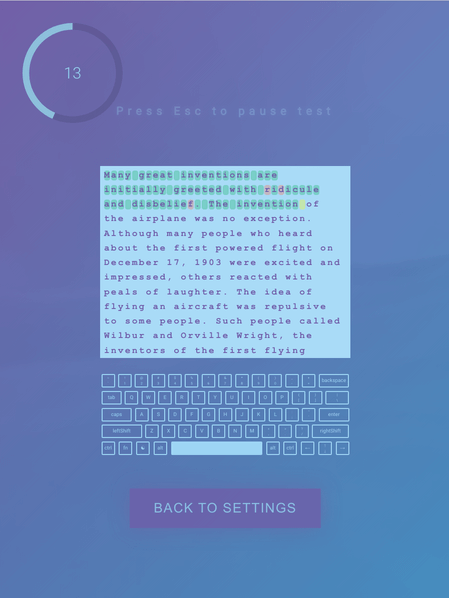 13
Press Esc to pause test
Many great inventions are
initially greeted with ridicule
and disbelief. The invention of
the airplane was no exception.
Although many people who heard
about the first powered flight on
December 17, 1903 were excited and
impressed, others reacted with
peals of laughter. The idea of
flying an aircraft was repulsive
to some people. Such people called
Wilbur and Orville Wright, the
inventors of the first flying
backspace
tab Q W E R T Y U I O P
caps A S D F G H J K L enter
leftShift Z X C V B N M rightShift
ctrl fn alt alt ctrl
BACK TO SETTINGS